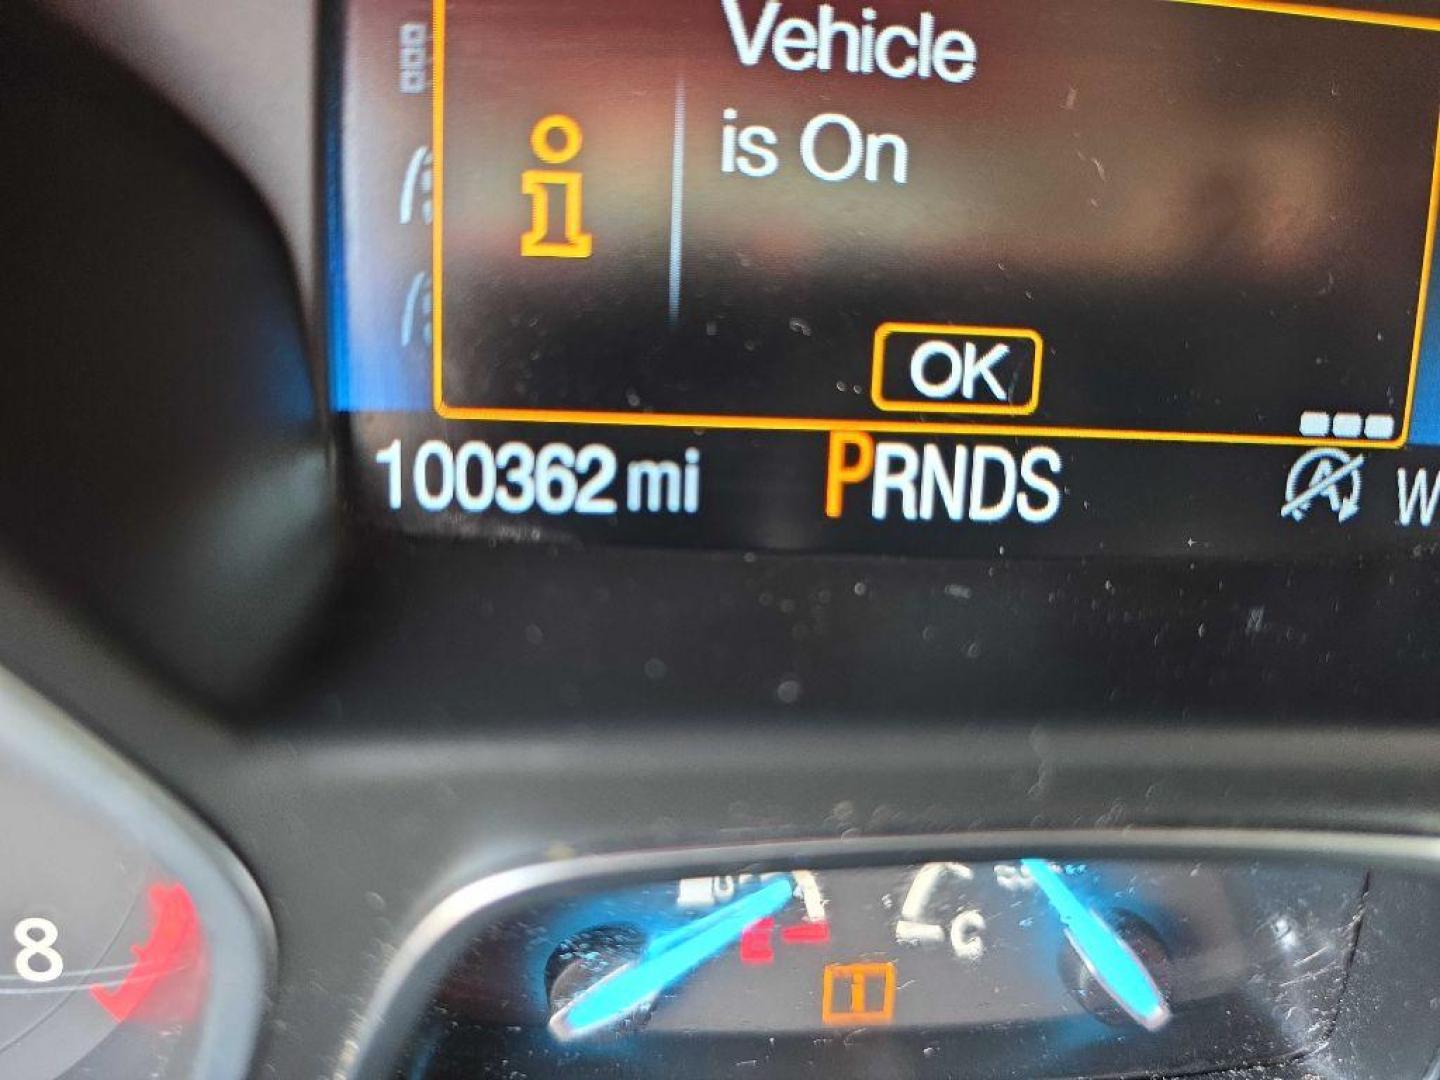 Vehicle
is On
OK
100362 mi PRNDS W
8
E
C